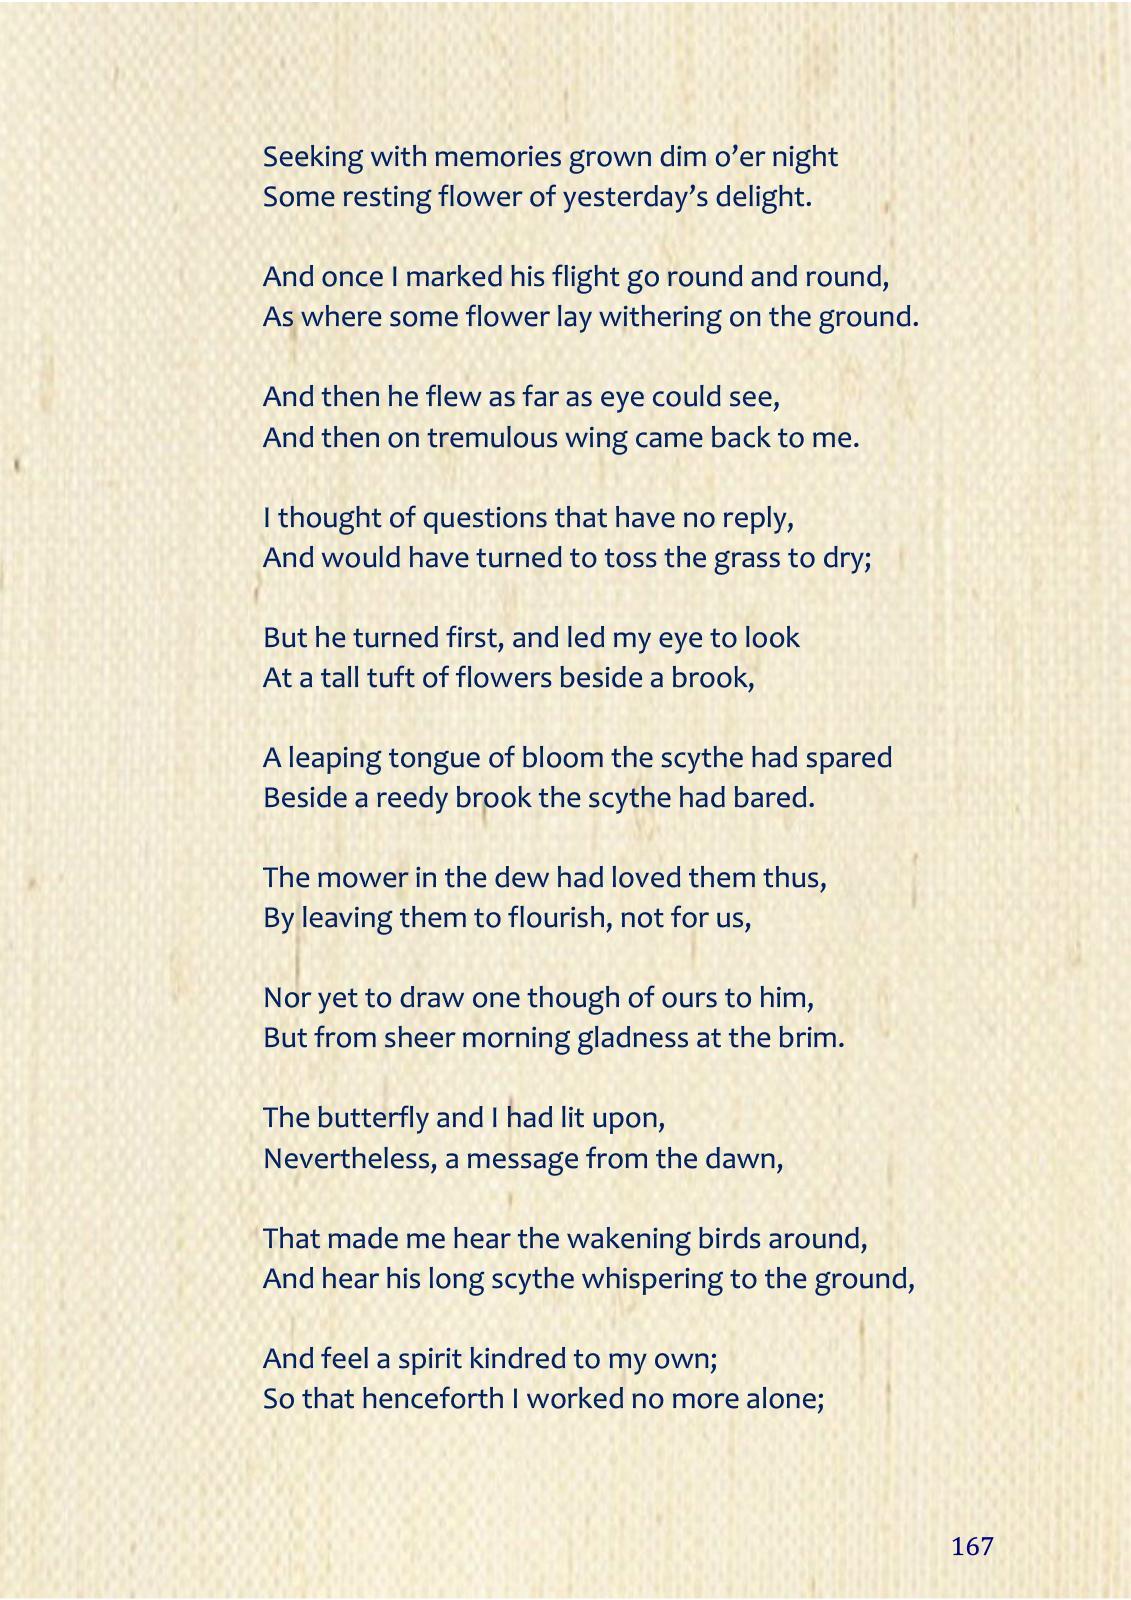 Seeking with memories grown dim o’er night
Some resting flower of yesterday’s delight.
And once I marked his flight go round and round,
As where some flower lay withering on the ground.
And then he flew as far as eye could see,
And then on tremulous wing came back to me.
I thought of questions that have no reply,
And would have turned to toss the grass to dry;
But he turned first, and led my eye to look
At a tall tuft of flowers beside a brook,
A leaping tongue of bloom the scythe had spared
Beside a reedy brook the scythe had bared.
The mower in the dew had loved them thus,
By leaving them to flourish, not for us,
Nor yet to draw one though of ours to him,
But from sheer morning gladness at the brim.
The butterfly and I had lit upon,
Nevertheless, a message from the dawn,
That made me hear the wakening birds around,
And hear his long scythe whispering to the ground,
And feel a spirit kindred to my own;
So that henceforth I worked no more alone;
167